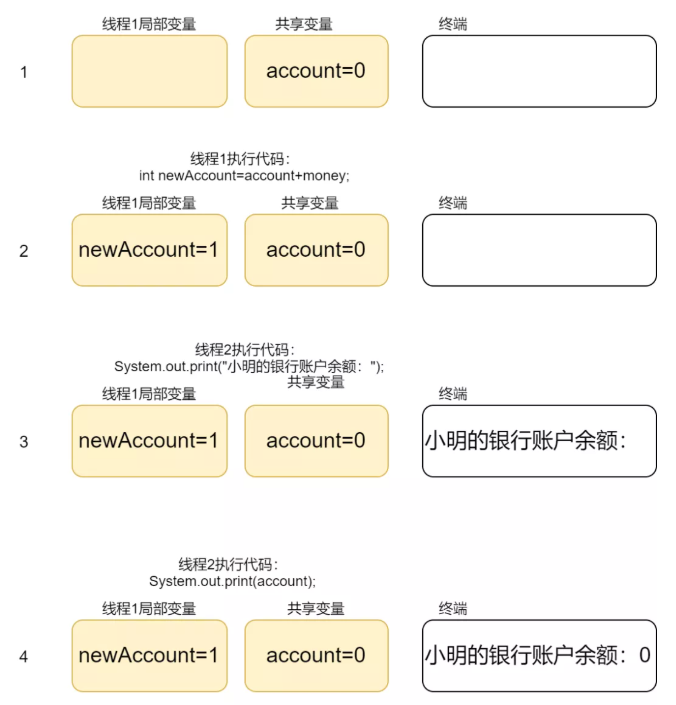 线程1局部变量 共享变量 终端
1 account=0
线程1执行代码：
int newAccount=account+money;
线程1局部变量 共享变量 终端
2 newAccount=1 account=0
线程2执行代码：
System.out.print("小明的银行账户余额：");
共享变量
线程1局部变量 终端
3 newAccount=1 account=0 小明的银行账户余额：
线程2执行代码：
System.out.print(account);
线程1局部变量 共享变量 终端
4 newAccount=1 account=0 小明的银行账户余额：0